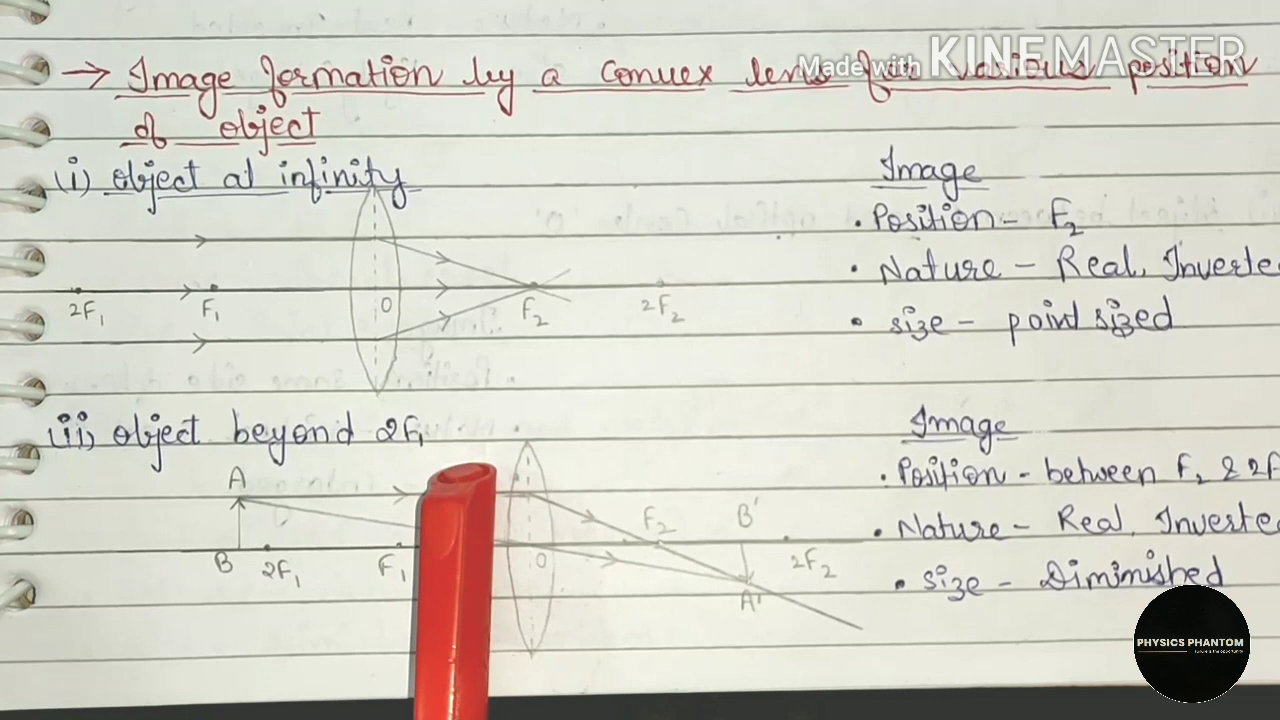 → Image formation by a convex lens for various position
of object
Made with KINEMASTER
(i) object at infinity
Image
• Position - F₂
• Nature - Real, Inverte
• size - point sized
2F₁ F₁ O F₂ 2F₂
(ii) object beyond 2F₁
Image
• Position - between F₂ & 2F
• Nature - Real, Inverte
• size - Diminished
A
F₂ B'
B 2F₁ F₁ O 2F₂
A'
PHYSICS PHANTOM